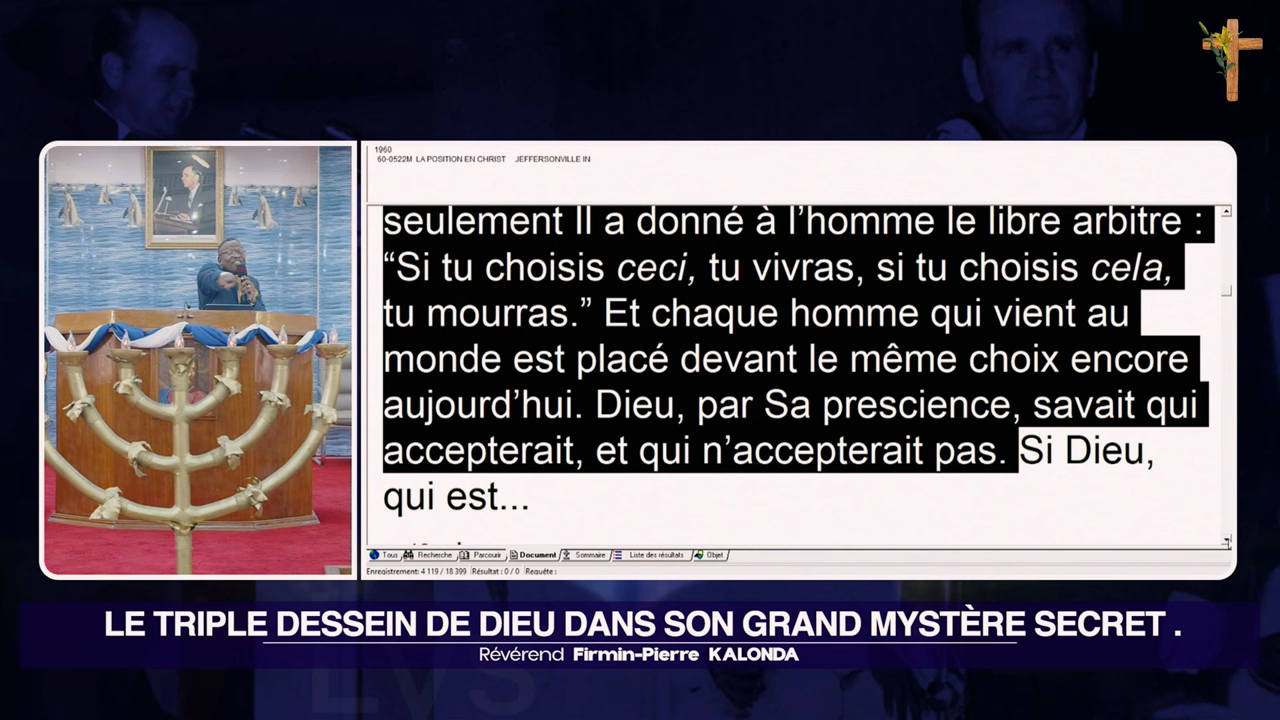 1960
60-0522M LA POSITION EN CHRIST JEFFERSONVILLE IN
seulement Il a donné à l’homme le libre arbitre :
“Si tu choisis ceci, tu vivras, si tu choisis cela,
tu mourras.” Et chaque homme qui vient au
monde est placé devant le même choix encore
aujourd’hui. Dieu, par Sa prescience, savait qui
accepterait, et qui n’accepterait pas. Si Dieu,
qui est...
Tous Recherche Parcourir Document Sommaire Liste des résultats Objet
Enregistrement: 4 119 / 18 399 Résultat : 0 / 0 Requête :
LE TRIPLE DESSEIN DE DIEU DANS SON GRAND MYSTÈRE SECRET .
Révérend Firmin-Pierre KALONDA